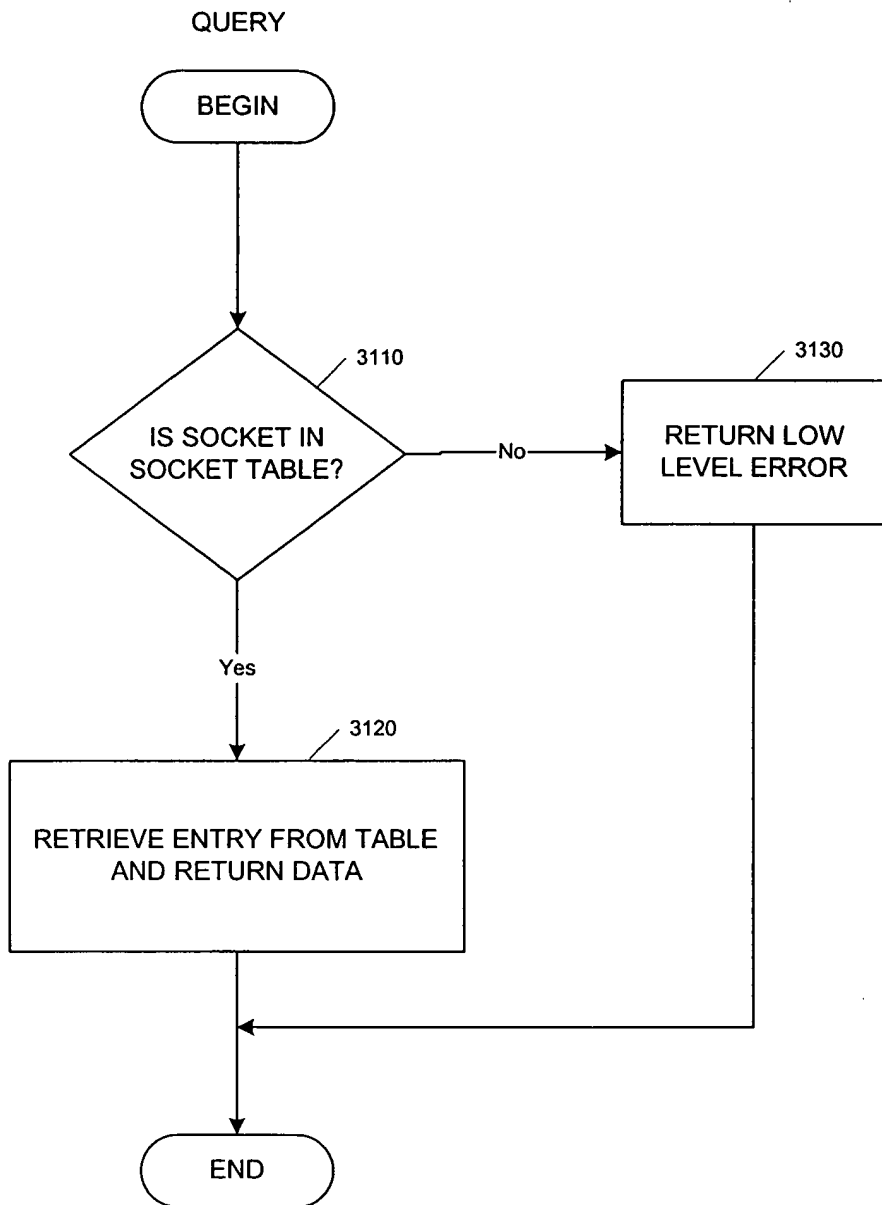 QUERY
BEGIN
3110
IS SOCKET IN
SOCKET TABLE?
No
3130
RETURN LOW
LEVEL ERROR
Yes
3120
RETRIEVE ENTRY FROM TABLE
AND RETURN DATA
END